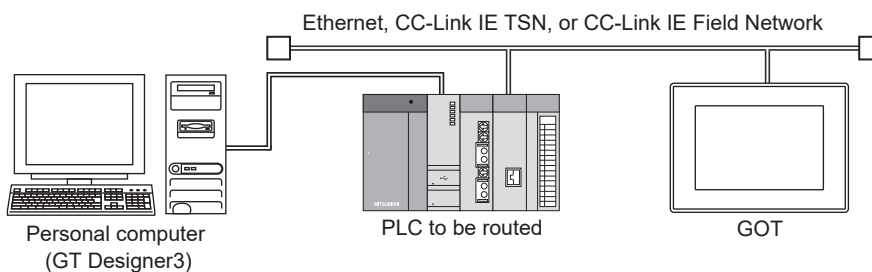 Ethernet, CC-Link IE TSN, or CC-Link IE Field Network
MITSUBISHI
Personal computer
(GT Designer3)
PLC to be routed
GOT